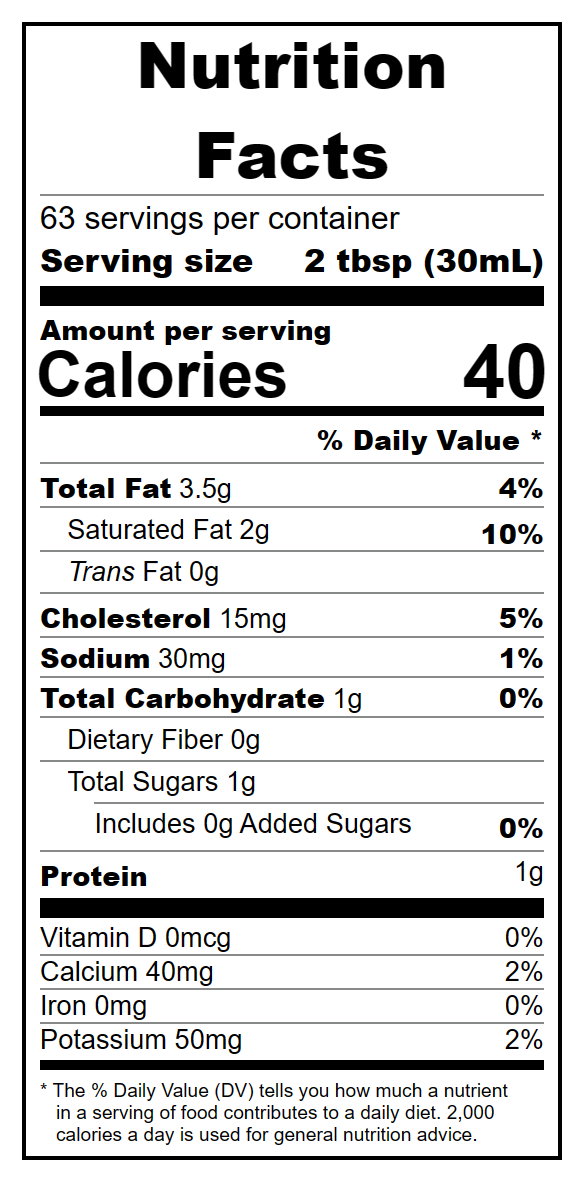 Nutrition
Facts
63 servings per container
Serving size 2 tbsp (30mL)
Amount per serving
Calories 40
% Daily Value *
Total Fat 3.5g 4%
Saturated Fat 2g 10%
Trans Fat 0g
Cholesterol 15mg 5%
Sodium 30mg 1%
Total Carbohydrate 1g 0%
Dietary Fiber 0g
Total Sugars 1g
Includes 0g Added Sugars 0%
Protein 1g
Vitamin D 0mcg 0%
Calcium 40mg 2%
Iron 0mg 0%
Potassium 50mg 2%
* The % Daily Value (DV) tells you how much a nutrient
in a serving of food contributes to a daily diet. 2,000
calories a day is used for general nutrition advice.